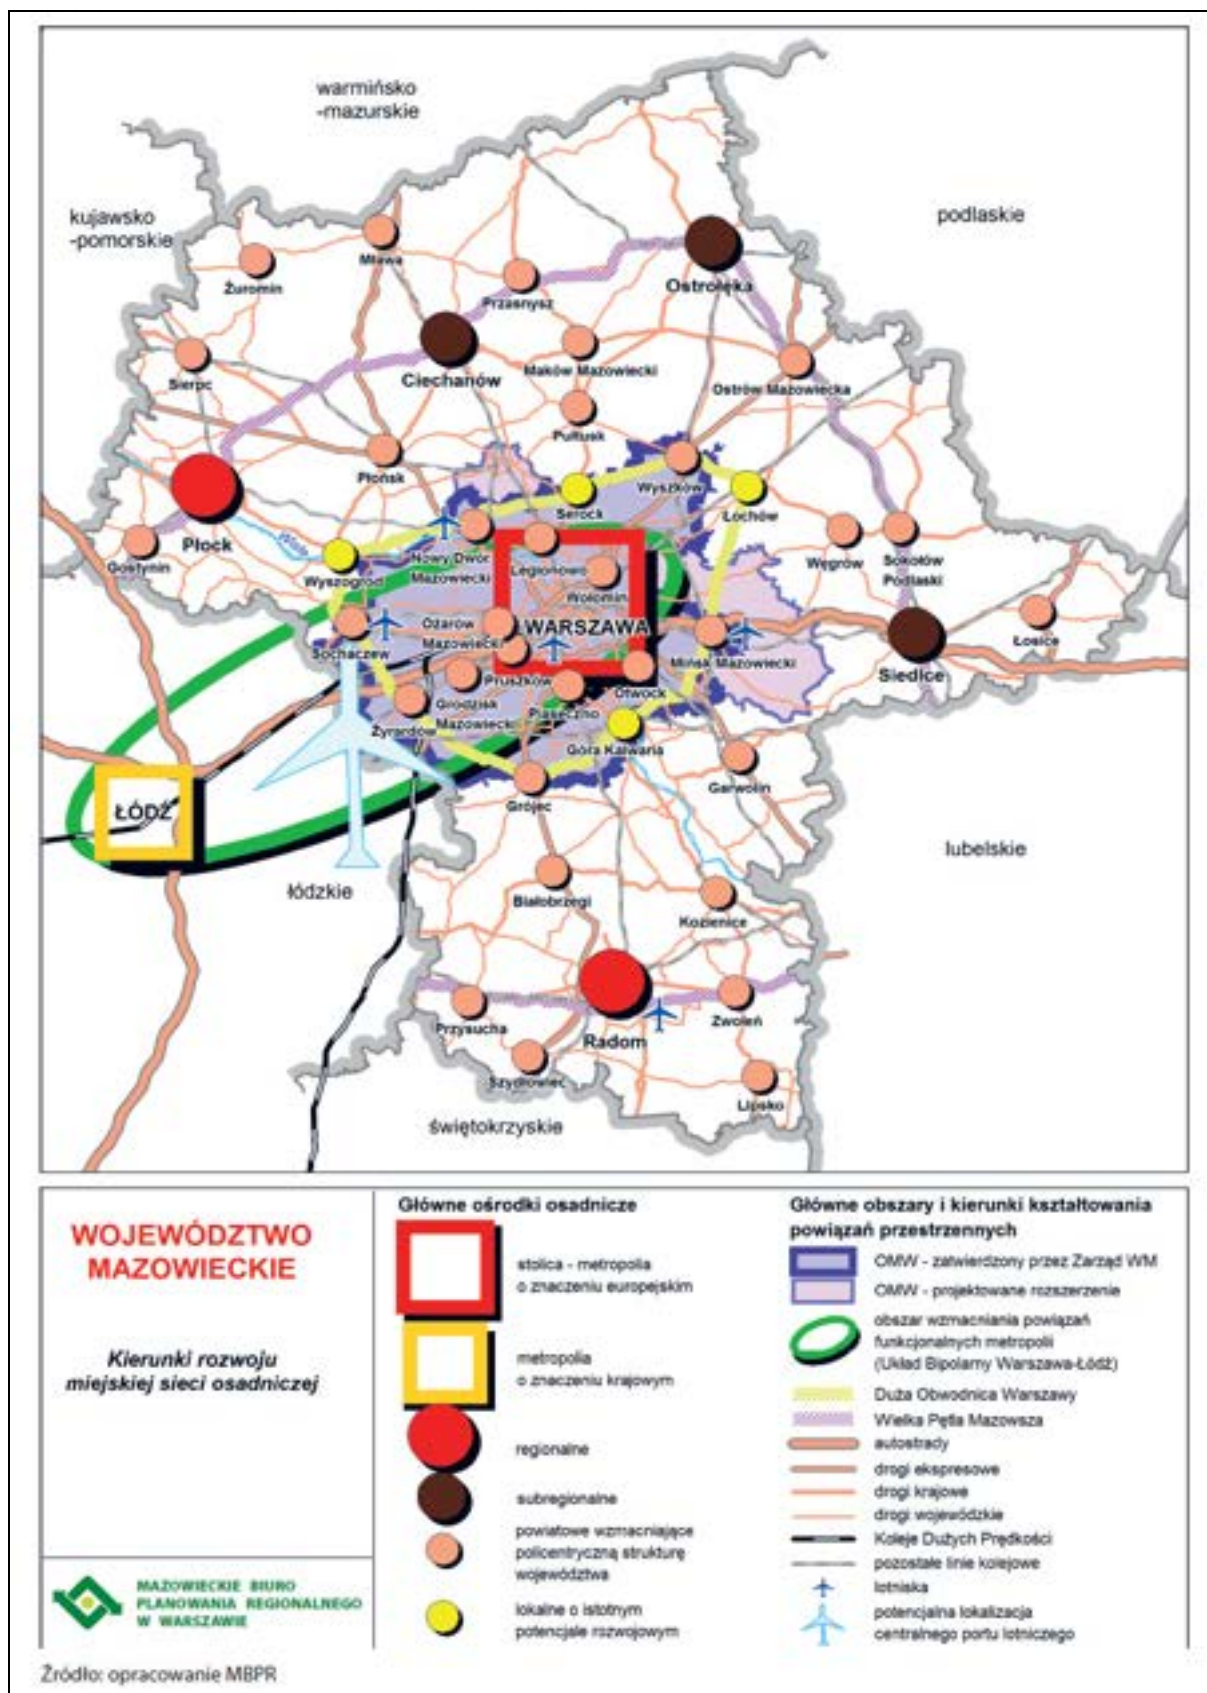 warmińsko
-mazurskie
kujawsko
-pomorskie
podlaskie
Mława
Żuromin
Ostrołęka
Przasnysz
Sierpc
Ciechanów
Maków Mazowiecki
Ostrów Mazowiecka
Pułtusk
Płońsk
Wyszków
Serock
Łochów
Płock
Gostynin
Wisła
Wyszogród
Nowy Dwór
Mazowiecki
Legionowo
Wołomin
Węgrów
Sokołów
Podlaski
Sochaczew
Ożarów
Mazowiecki
WARSZAWA
Mińsk Mazowiecki
Siedlce
Łosice
Pruszków
Otwock
Grodzisk
Mazowiecki
Piaseczno
Żyrardów
Góra Kalwaria
Grójec
Garwolin
ŁÓDŹ
łódzkie
lubelskie
Białobrzegi
Kozienice
Przysucha
Radom
Zwoleń
Szydłowiec
Lipsko
świętokrzyskie
WOJEWÓDZTWO
MAZOWIECKIE
Kierunki rozwoju
miejskiej sieci osadniczej
MAZOWIECKIE BIURO
PLANOWANIA REGIONALNEGO
W WARSZAWIE
Główne ośrodki osadnicze
stolica - metropolia
o znaczeniu europejskim
metropolia
o znaczeniu krajowym
regionalne
subregionalne
powiatowe wzmacniające
policentryczną strukturę
województwa
lokalne o istotnym
potencjale rozwojowym
Główne obszary i kierunki kształtowania
powiązań przestrzennych
OMW - zatwierdzony przez Zarząd WM
OMW - projektowane rozszerzenie
obszar wzmacniania powiązań
funkcjonalnych metropolii
(Układ Bipolarny Warszawa-Łódź)
Duża Obwodnica Warszawy
Wielka Pętla Mazowsza
autostrady
drogi ekspresowe
drogi krajowe
drogi wojewódzkie
Koleje Dużych Prędkości
pozostałe linie kolejowe
lotniska
potencjalna lokalizacja
centralnego portu lotniczego
Źródło: opracowanie MBPR